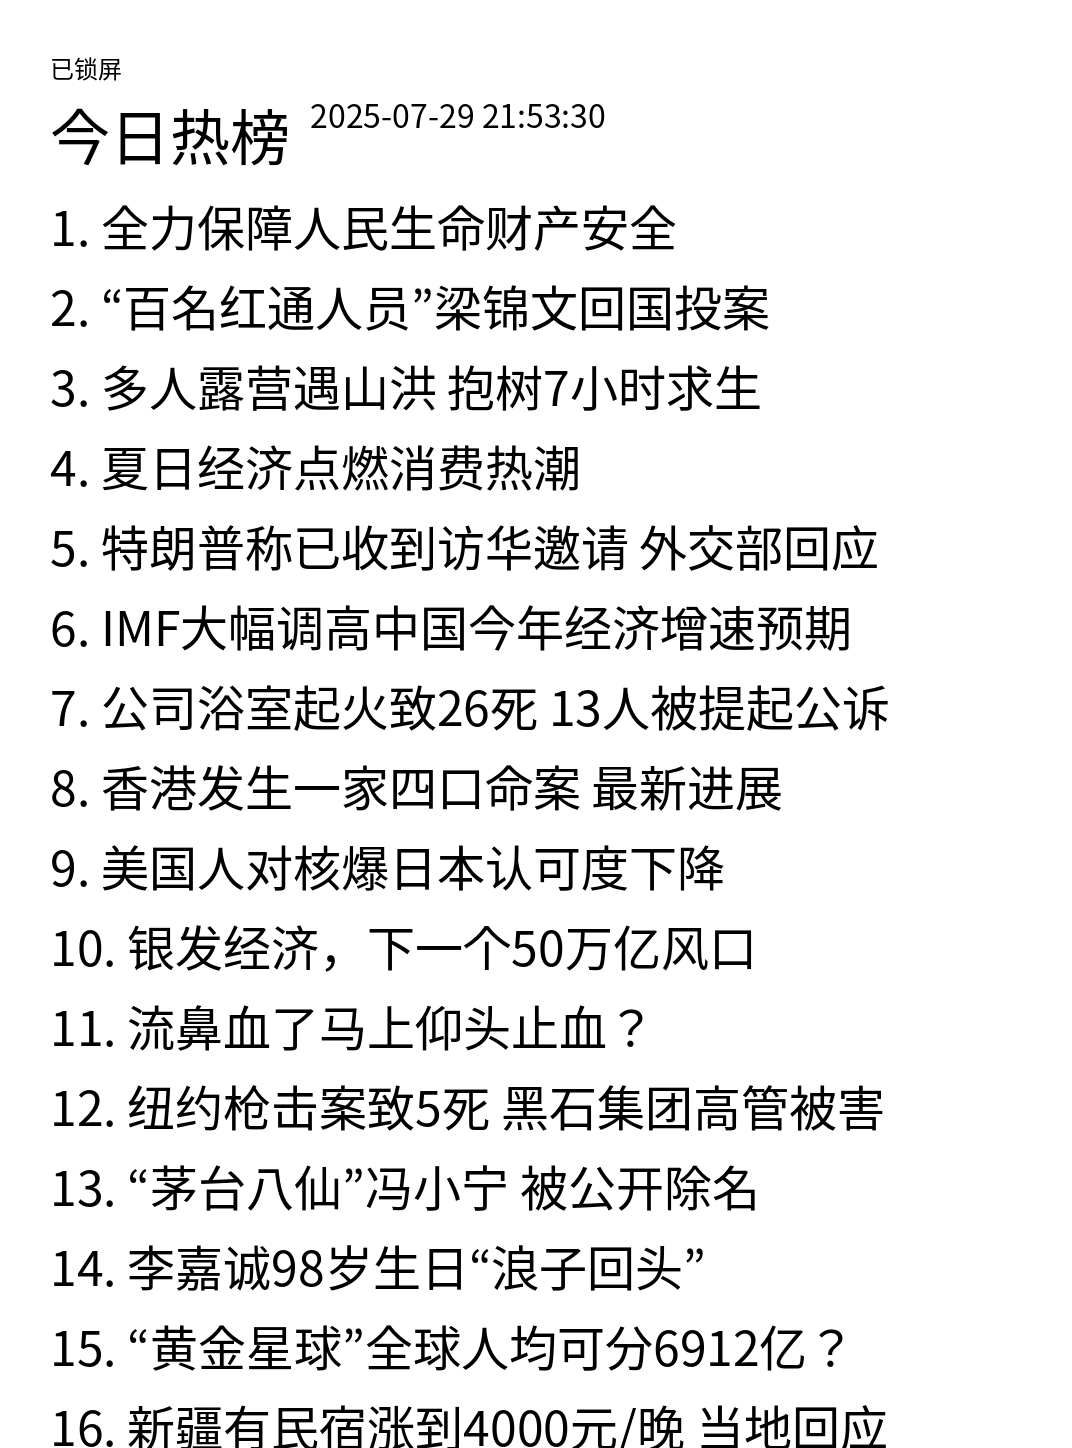 已锁屏
今日热榜 2025-07-29 21:53:30
1. 全力保障人民生命财产安全
2. “百名红通人员”梁锦文回国投案
3. 多人露营遇山洪 抱树7小时求生
4. 夏日经济点燃消费热潮
5. 特朗普称已收到访华邀请 外交部回应
6. IMF大幅调高中国今年经济增速预期
7. 公司浴室起火致26死 13人被提起公诉
8. 香港发生一家四口命案 最新进展
9. 美国人对核爆日本认可度下降
10. 银发经济，下一个50万亿风口
11. 流鼻血了马上仰头止血？
12. 纽约枪击案致5死 黑石集团高管被害
13. “茅台八仙”冯小宁 被公开除名
14. 李嘉诚98岁生日“浪子回头”
15. “黄金星球”全球人均可分6912亿？
16. 新疆有民宿涨到4000元/晚 当地回应